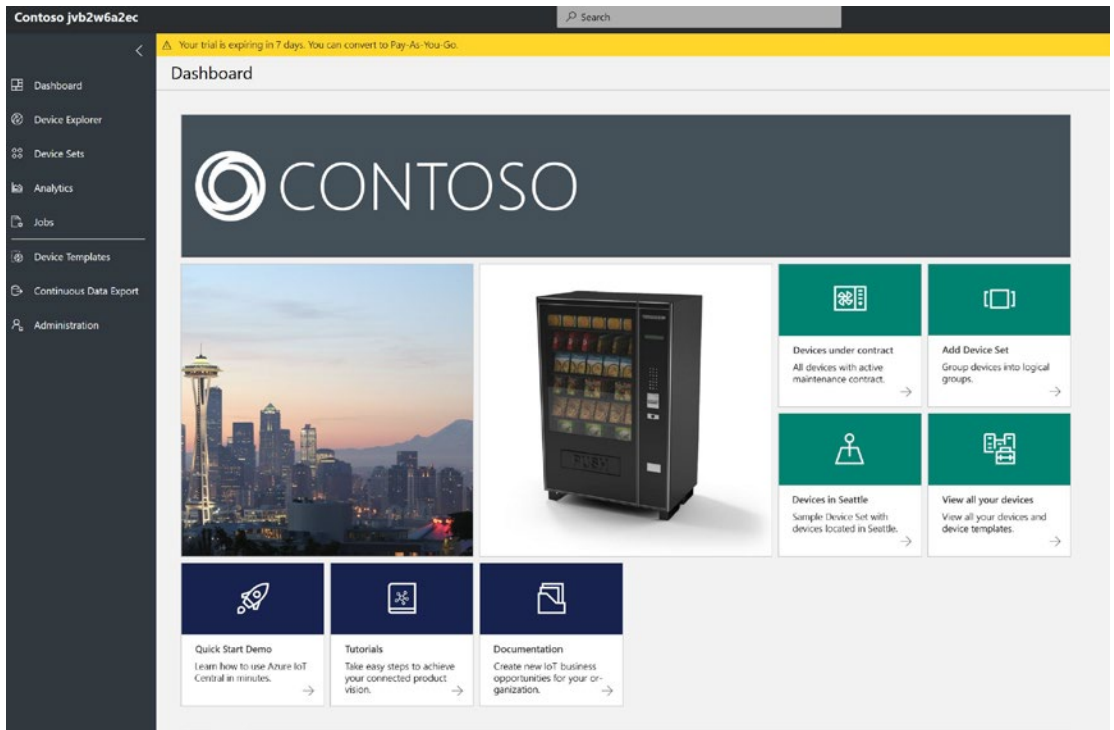 Contoso jvb2w6a2ec
Search
Your trial is expiring in 7 days. You can convert to Pay-As-You-Go.
Dashboard
Dashboard
Device Explorer
Device Sets
Analytics
Jobs
Device Templates
Continuous Data Export
Administration
CONTOSO
PUSH
Devices under contract
All devices with active
maintenance contract.
Add Device Set
Group devices into logical
groups.
Devices in Seattle
Sample Device Set with
devices located in Seattle.
View all your devices
View all your devices and
device templates.
Quick Start Demo
Learn how to use Azure IoT
Central in minutes.
Tutorials
Take easy steps to achieve
your connected product
vision.
Documentation
Create new IoT business
opportunities for your or-
ganization.